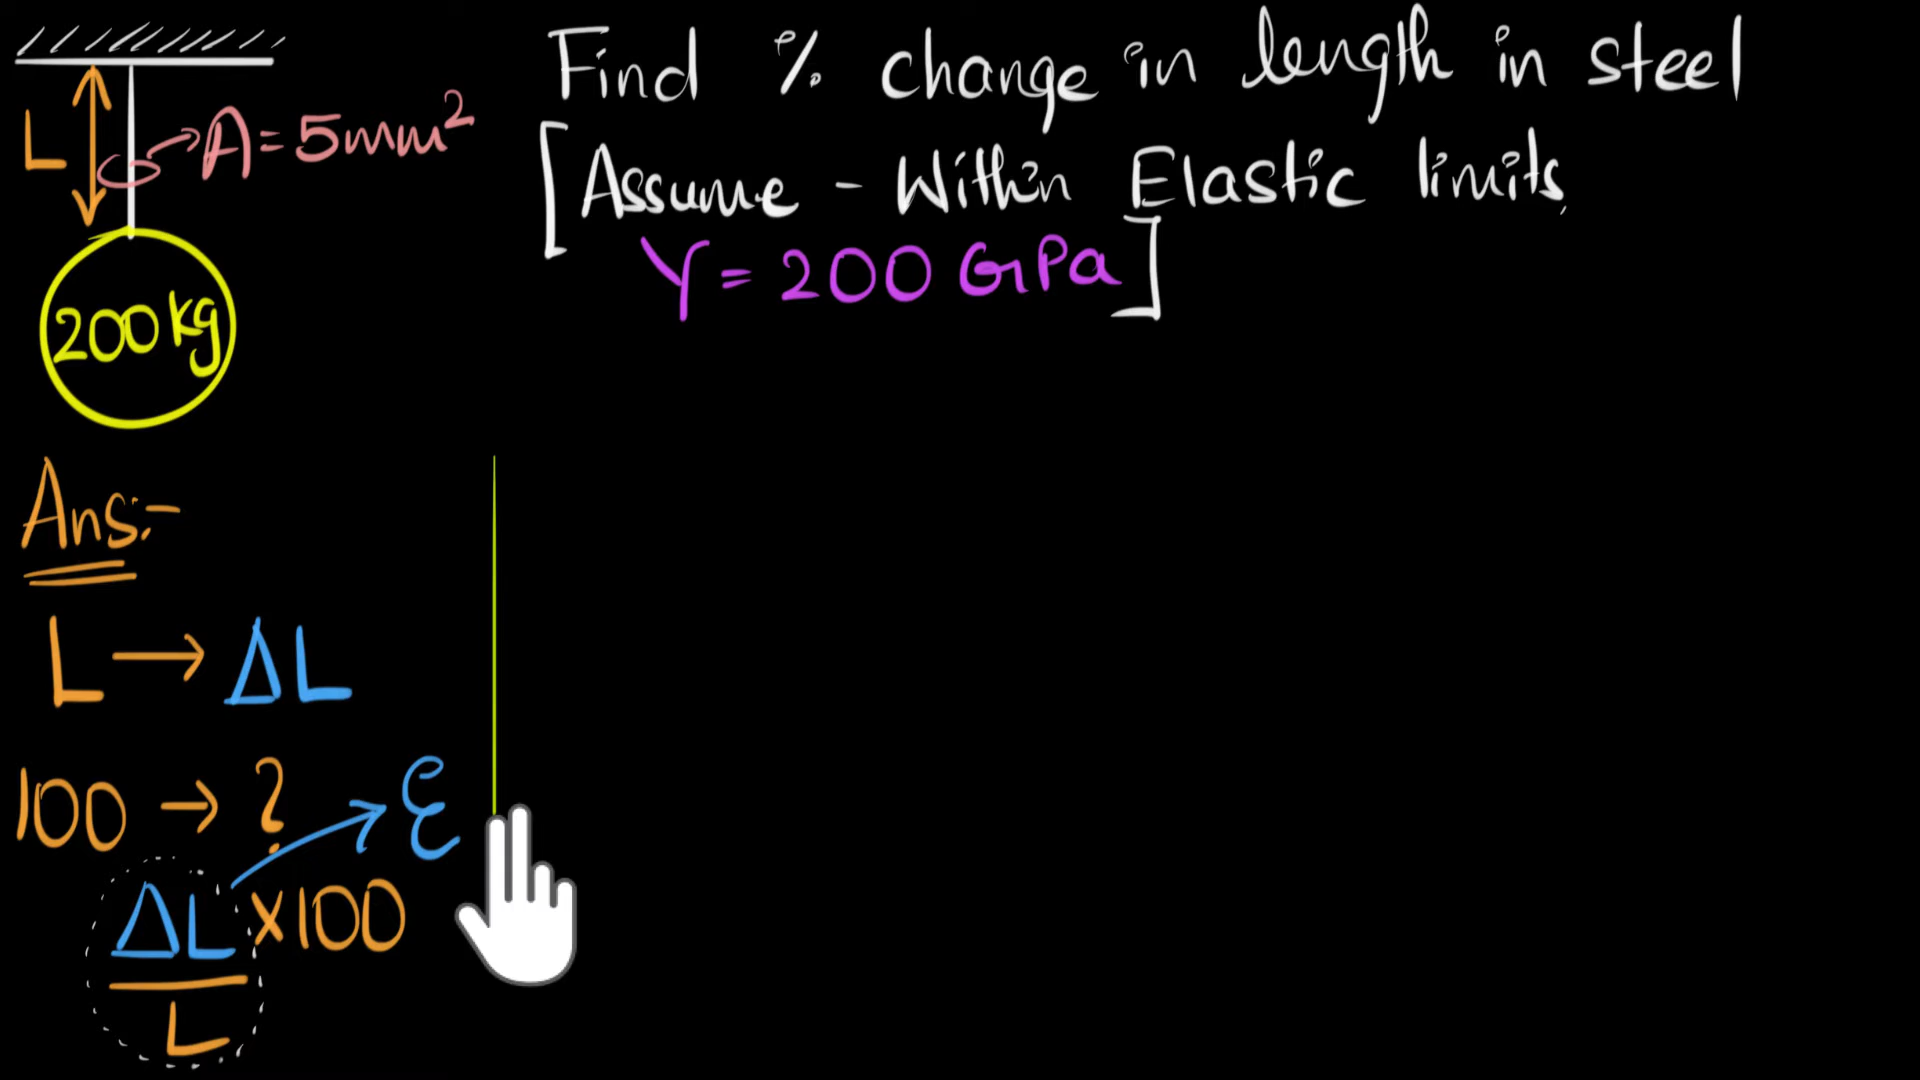 Find % change in length in steel
[Assume - Within Elastic limits,
Y = 200 GPa]
L
A = 5mm²
200 kg
Ans:-
L → ΔL
100 → ?
ε
ΔL
× 100
L